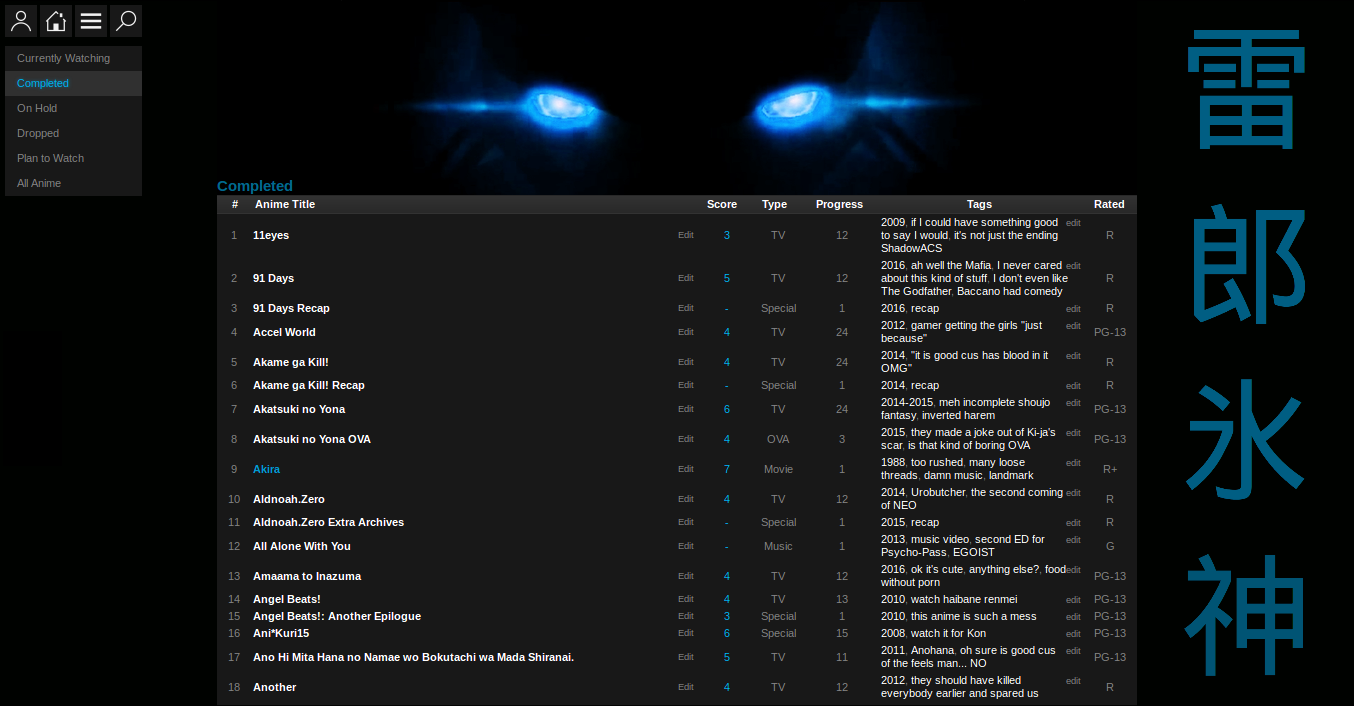 Currently Watching
Completed
On Hold
Dropped
Plan to Watch
All Anime
雷
郎
氷
神
Completed
# Anime Title Score Type Progress Tags Rated
1 11eyes Edit 3 TV 12 2009, if I could have something good edit R
to say I would, it's not just the ending
ShadowACS
2 91 Days Edit 5 TV 12 2016, ah well the Mafia, I never cared edit R
about this kind of stuff, I don't even like
The Godfather, Baccano had comedy
3 91 Days Recap Edit - Special 1 2016, recap edit R
4 Accel World Edit 4 TV 24 2012, gamer getting the girls "just edit PG-13
because"
5 Akame ga Kill! Edit 4 TV 24 2014, "it is good cus has blood in it edit R
OMG"
6 Akame ga Kill! Recap Edit - Special 1 2014, recap edit R
7 Akatsuki no Yona Edit 6 TV 24 2014-2015, meh incomplete shoujo edit PG-13
fantasy, inverted harem
8 Akatsuki no Yona OVA Edit 4 OVA 3 2015, they made a joke out of Ki-ja's edit PG-13
scar, is that kind of boring OVA
9 Akira Edit 7 Movie 1 1988, too rushed, many loose edit R+
threads, damn music, landmark
10 Aldnoah.Zero Edit 4 TV 12 2014, Urobutcher, the second coming edit R
of NEO
11 Aldnoah.Zero Extra Archives Edit - Special 1 2015, recap edit R
12 All Alone With You Edit - Music 1 2013, music video, second ED for edit G
Psycho-Pass, EGOIST
13 Amaama to Inazuma Edit 4 TV 12 2016, ok it's cute, anything else?, food edit PG-13
without porn
14 Angel Beats! Edit 4 TV 13 2010, watch haibane renmei edit PG-13
15 Angel Beats!: Another Epilogue Edit 3 Special 1 2010, this anime is such a mess edit PG-13
16 Ani*Kuri15 Edit 6 Special 15 2008, watch it for Kon edit PG-13
17 Ano Hi Mita Hana no Namae wo Bokutachi wa Mada Shiranai. Edit 5 TV 11 2011, Anohana, oh sure is good cus edit PG-13
of the feels man... NO
18 Another Edit 4 TV 12 2012, they should have killed edit R
everybody earlier and spared us